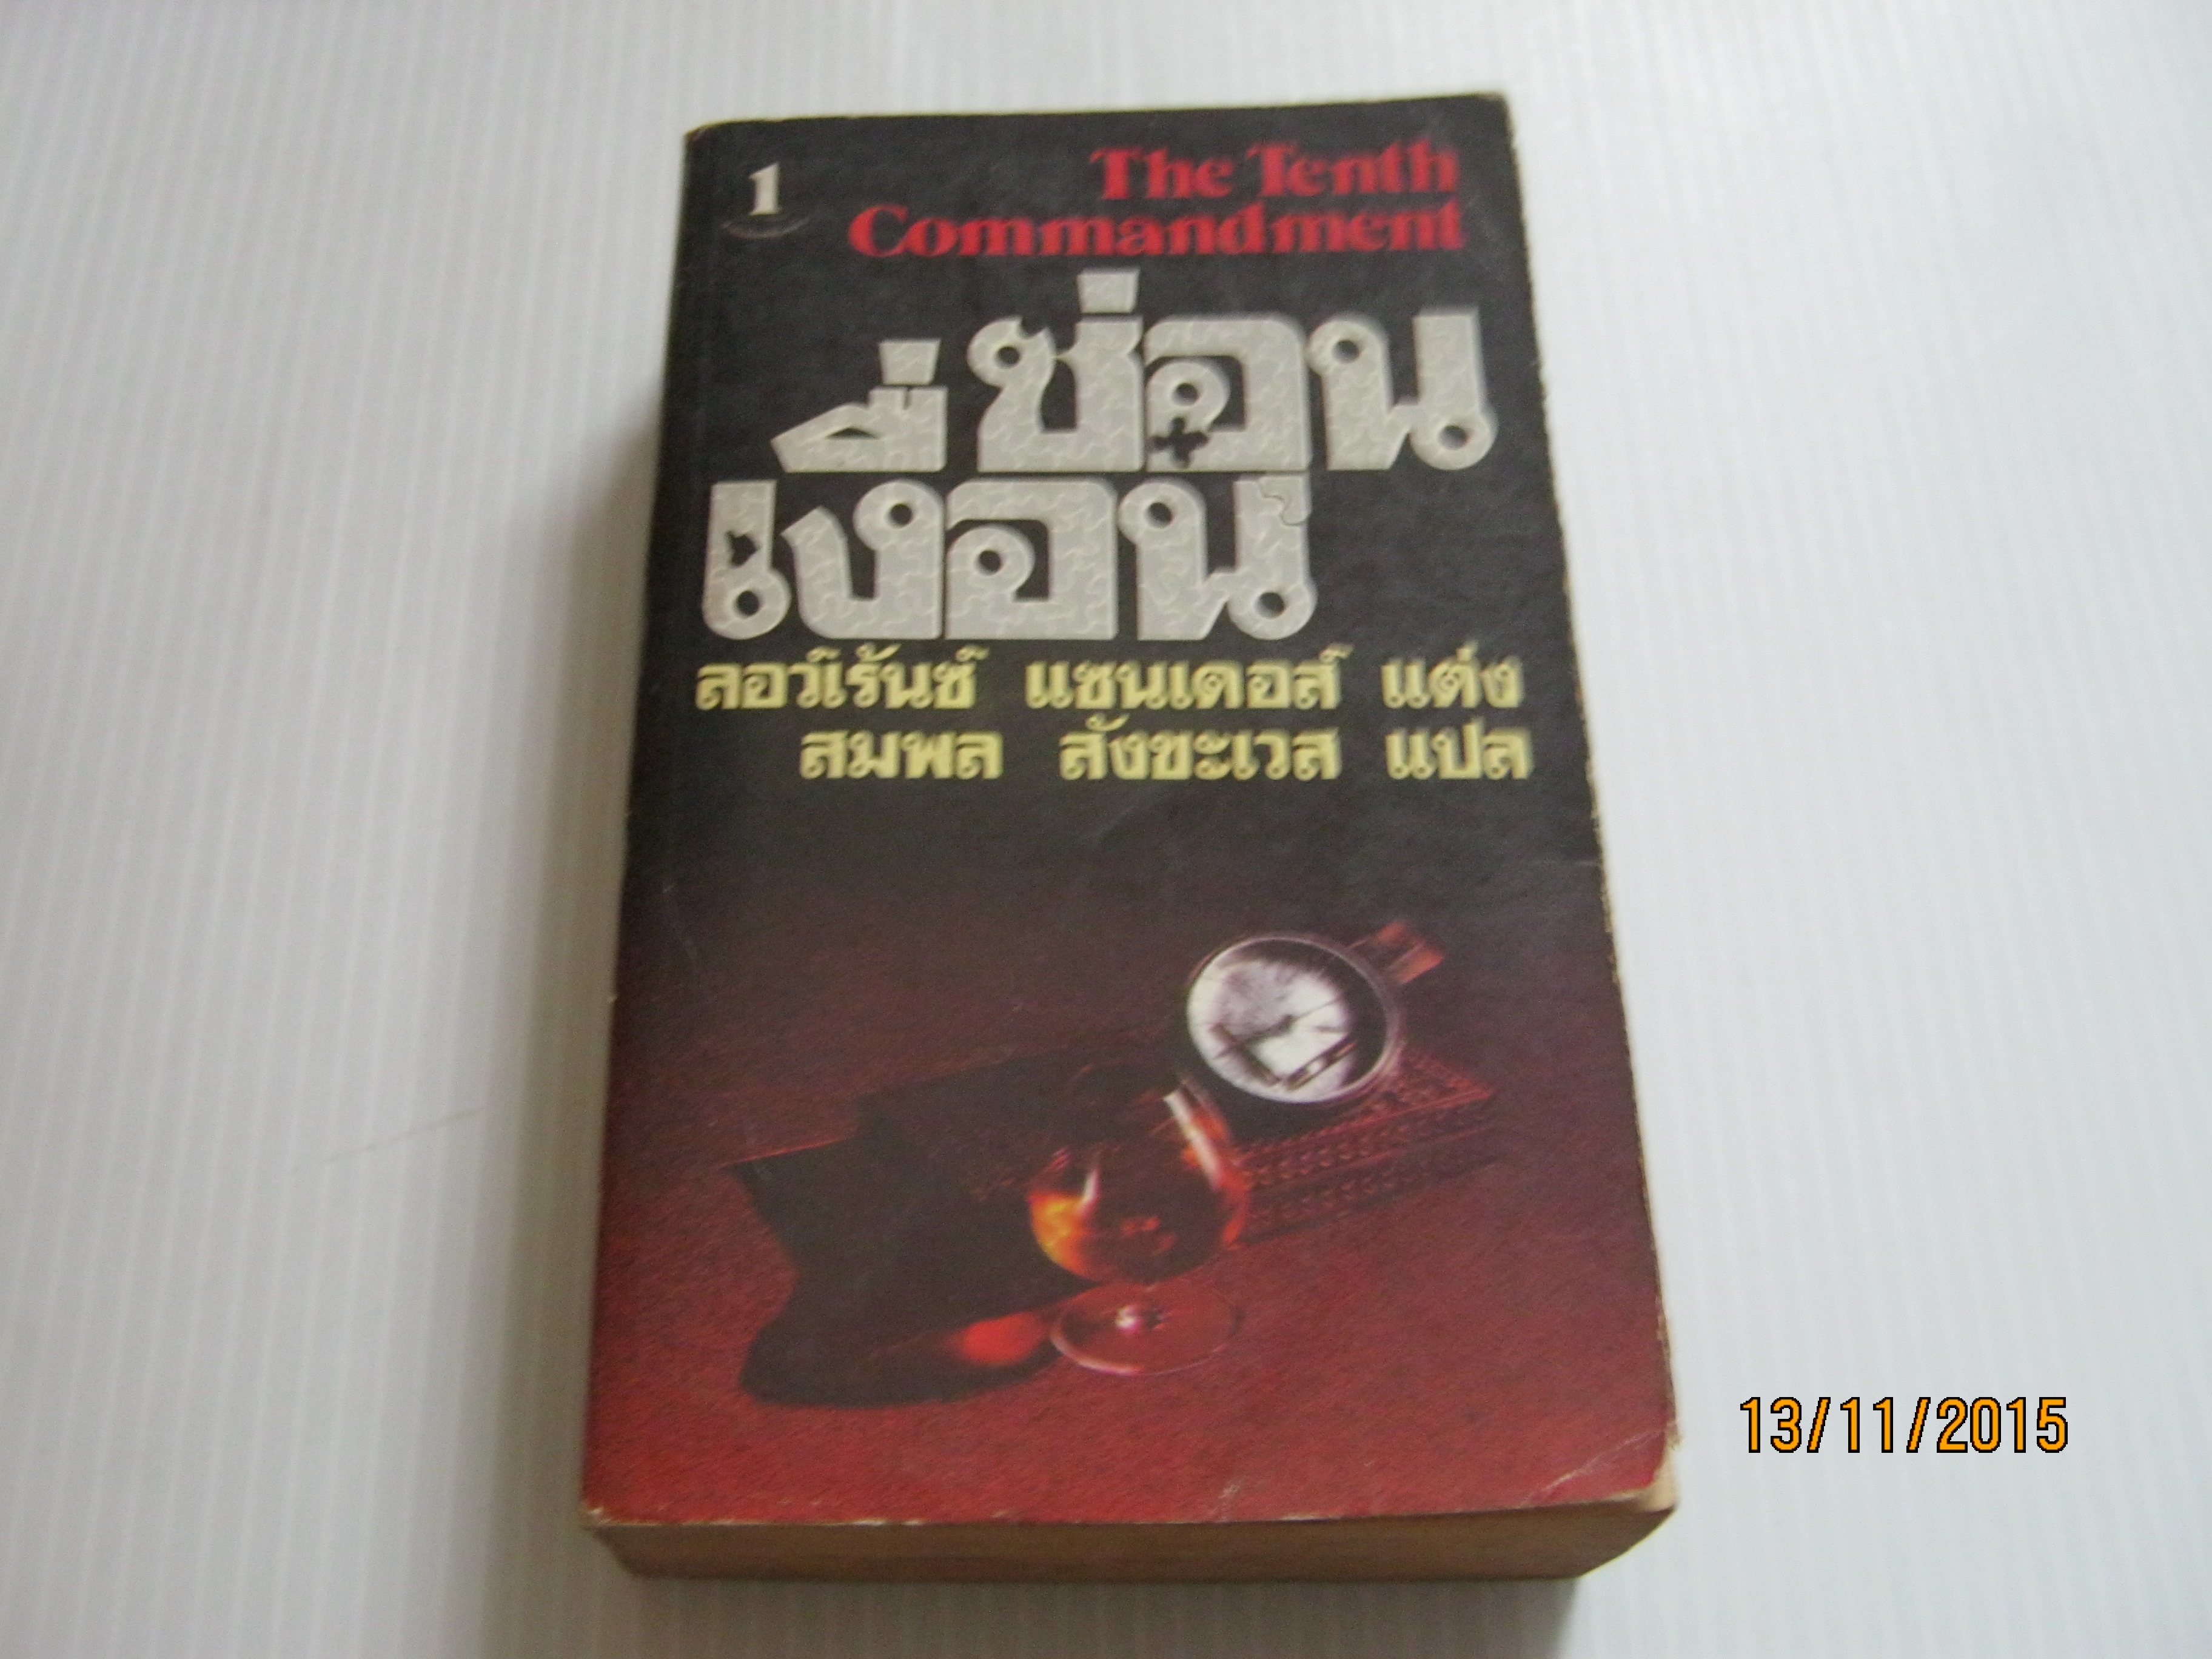 1
The Tenth
Commandment
ซ่อน
เงื่อน
ลอว์เร้นซ์ แซนเดอส์ แต่ง
สมพล สังขะเวส แปล
13/11/2015